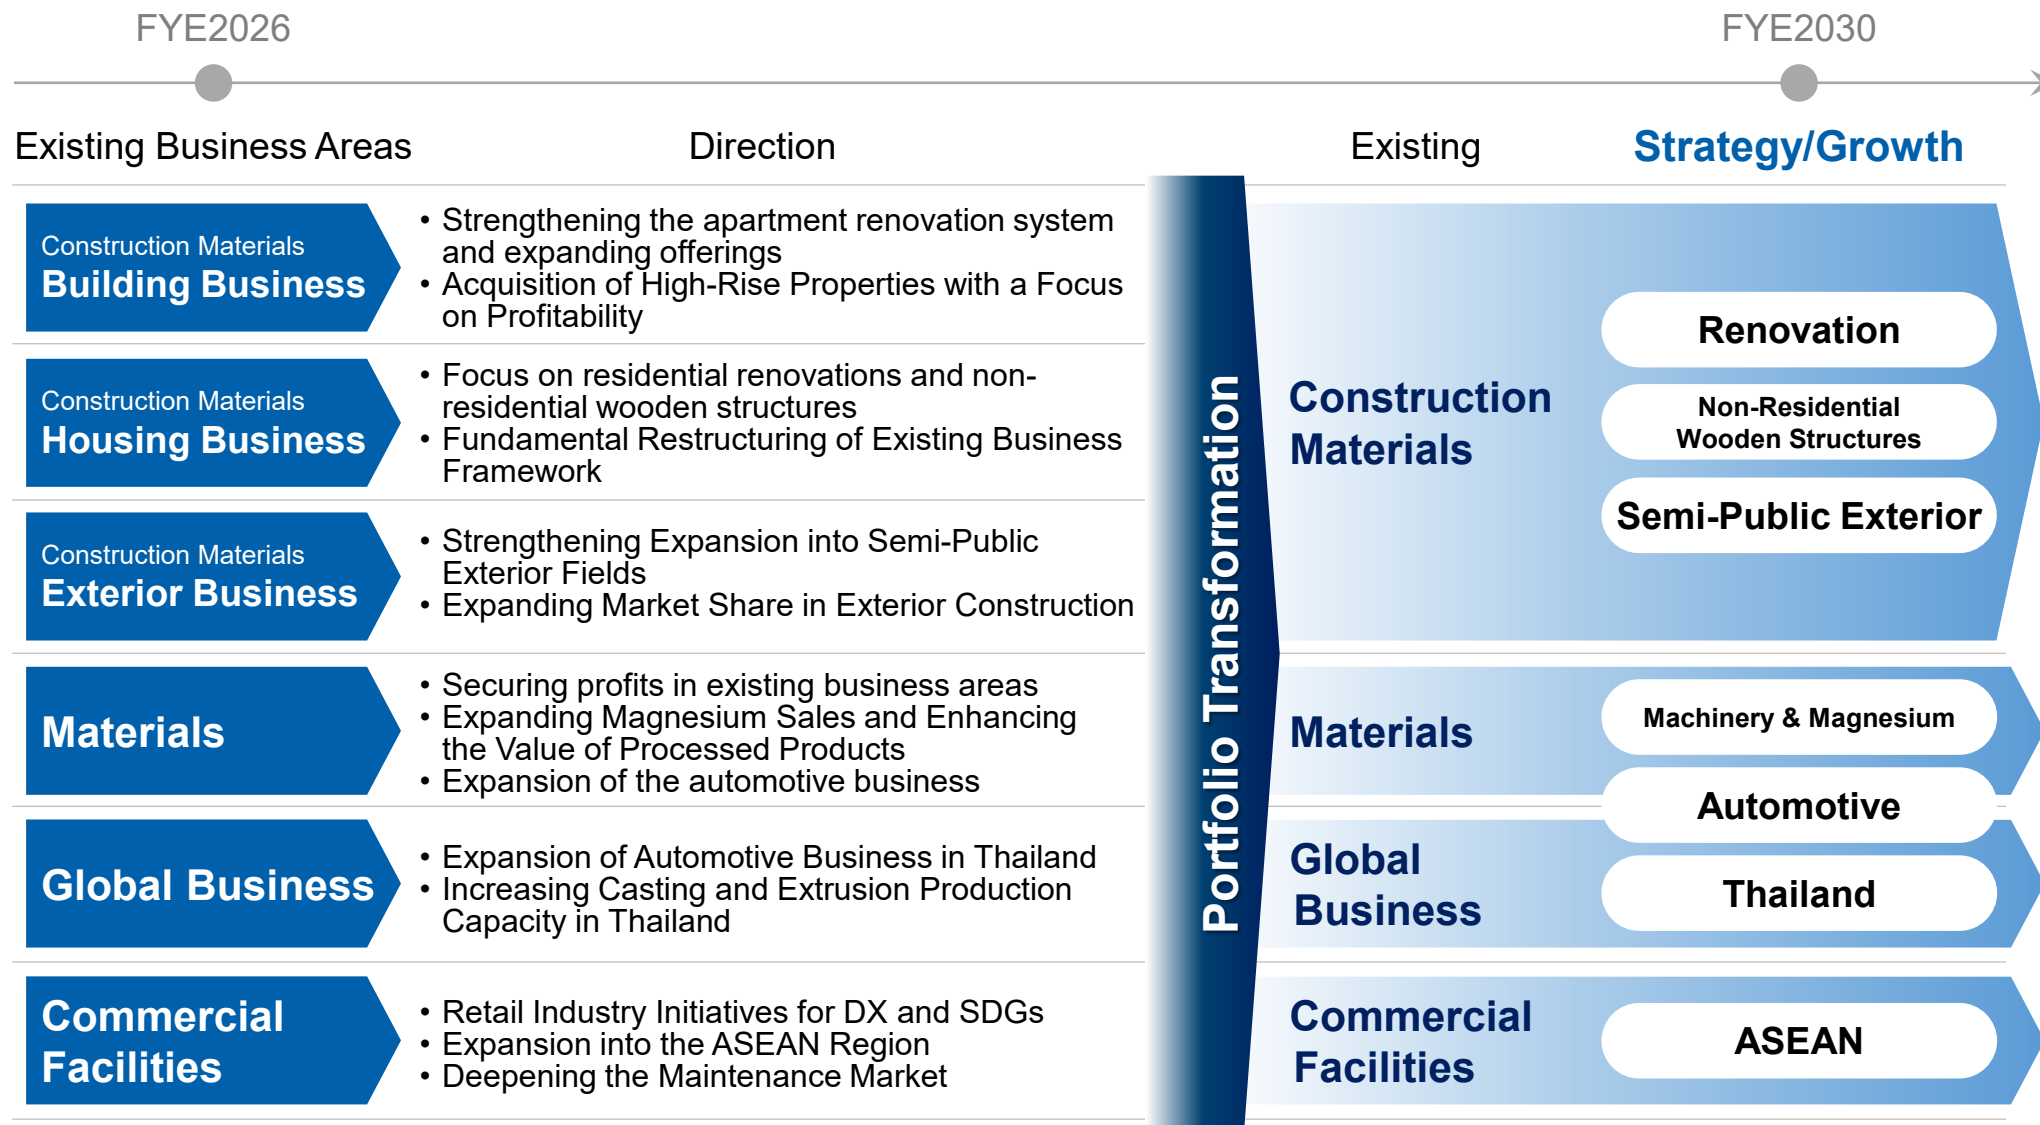 FYE2026
FYE2030
Existing Business Areas
Direction
Existing
Strategy/Growth
Construction Materials
Building Business
• Strengthening the apartment renovation system
and expanding offerings
• Acquisition of High-Rise Properties with a Focus
on Profitability
Construction Materials
Housing Business
• Focus on residential renovations and non-
residential wooden structures
• Fundamental Restructuring of Existing Business
Framework
Construction Materials
Exterior Business
• Strengthening Expansion into Semi-Public
Exterior Fields
• Expanding Market Share in Exterior Construction
Materials
• Securing profits in existing business areas
• Expanding Magnesium Sales and Enhancing
the Value of Processed Products
• Expansion of the automotive business
Global Business
• Expansion of Automotive Business in Thailand
• Increasing Casting and Extrusion Production
Capacity in Thailand
Commercial
Facilities
• Retail Industry Initiatives for DX and SDGs
• Expansion into the ASEAN Region
• Deepening the Maintenance Market
Portfolio Transformation
Construction
Materials
Renovation
Non-Residential
Wooden Structures
Semi-Public Exterior
Materials
Machinery & Magnesium
Automotive
Global
Business
Thailand
Commercial
Facilities
ASEAN